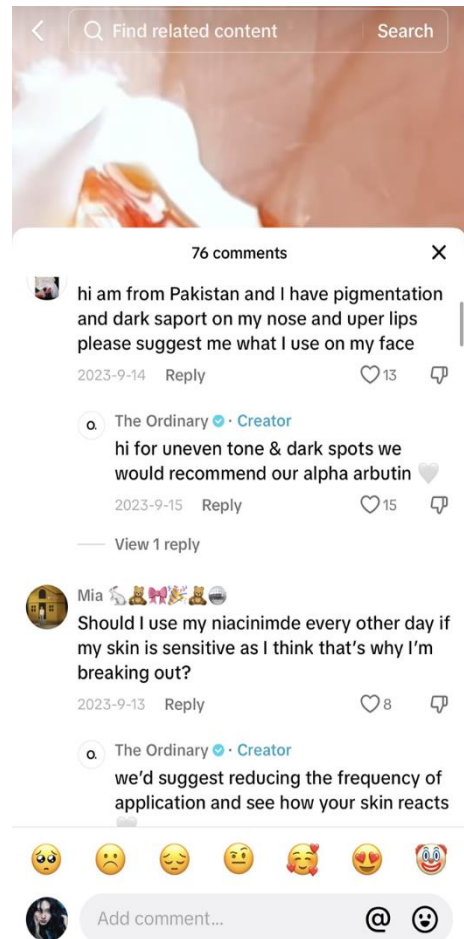 Find related content Search
76 comments
hi am from Pakistan and I have pigmentation
and dark saport on my nose and uper lips
please suggest me what I use on my face
2023-9-14 Reply 13
O. The Ordinary · Creator
hi for uneven tone & dark spots we
would recommend our alpha arbutin 🤍
2023-9-15 Reply 15
View 1 reply
Mia 🐇🧸🎀🎉🧸🪩
Should I use my niacinimde every other day if
my skin is sensitive as I think that's why I'm
breaking out?
2023-9-13 Reply 8
O. The Ordinary · Creator
we'd suggest reducing the frequency of
application and see how your skin reacts
🤍
Add comment... @